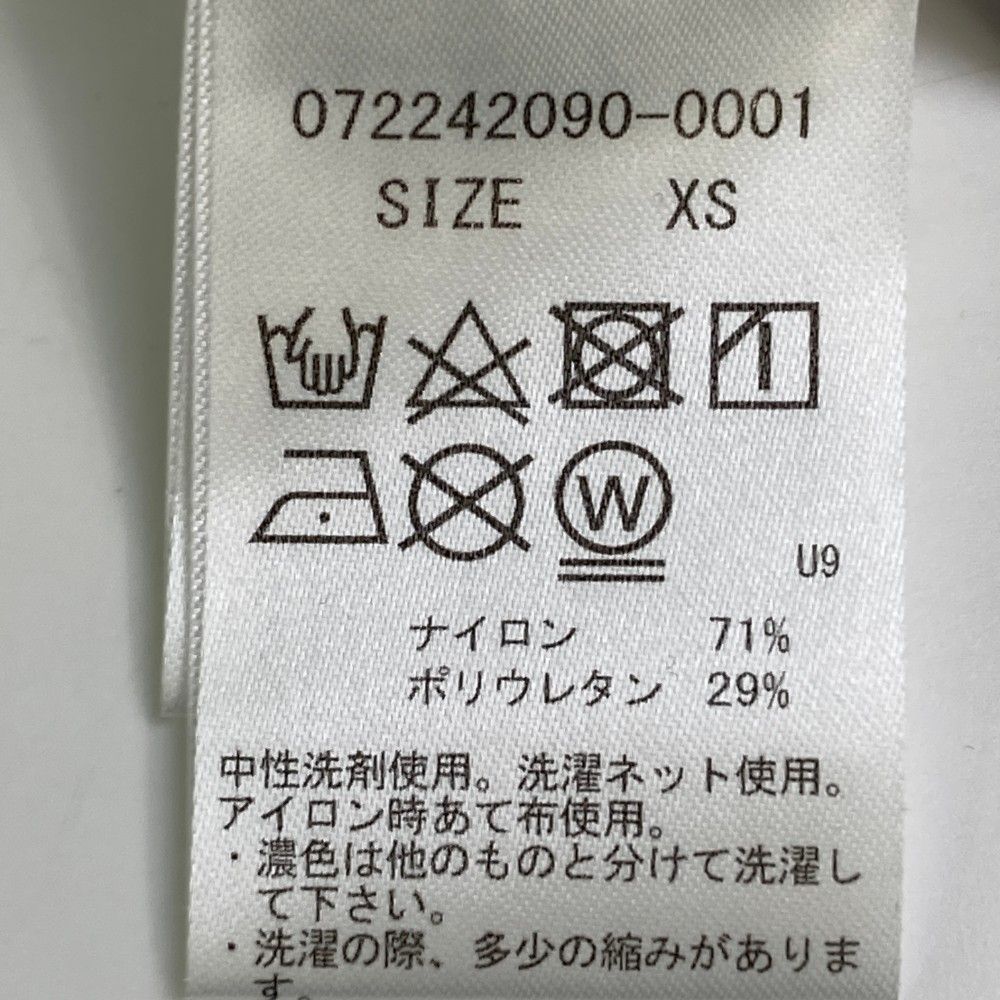 072242090-0001
SIZE XS
W
U9
ナイロン 71%
ポリウレタン 29%
中性洗剤使用。洗濯ネット使用。
アイロン時あて布使用。
・濃色は他のものと分けて洗濯し
て下さい。
・洗濯の際、多少の縮みがありま
す。